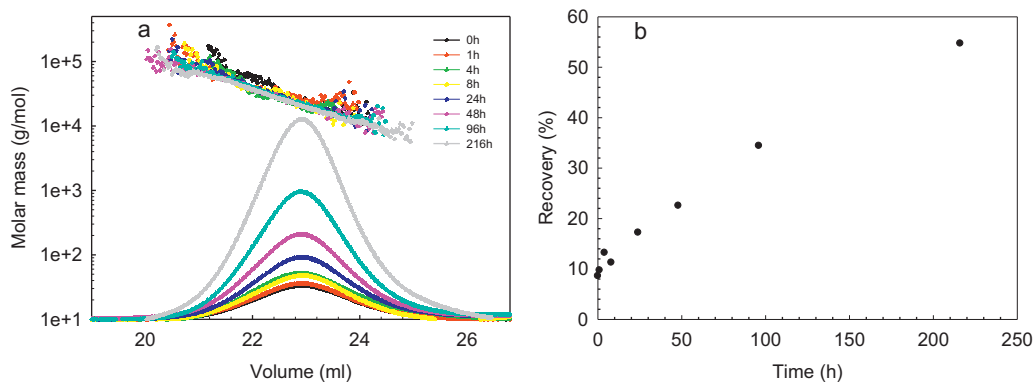 a
0h
1h
4h
8h
24h
48h
96h
216h
1e+5
1e+4
1e+3
1e+2
1e+1
Molar mass (g/mol)
20 22 24 26
Volume (ml)
b
60
50
40
30
20
10
0
Recovery (%)
0 50 100 150 200 250
Time (h)